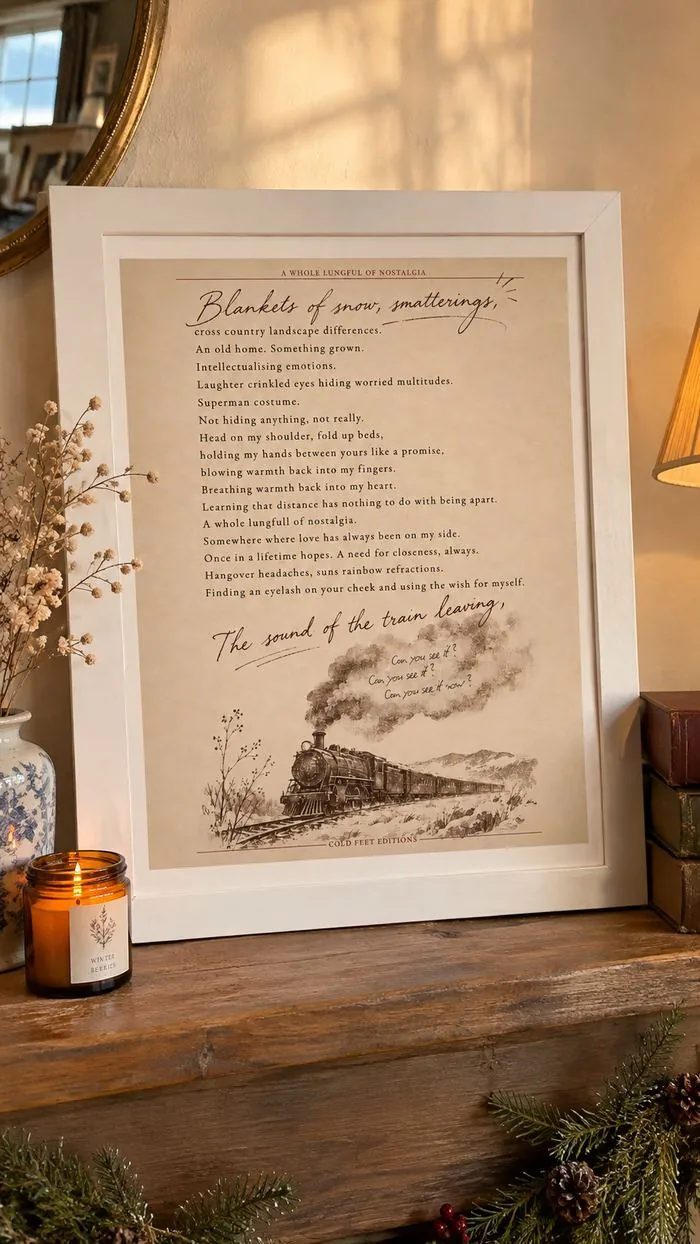 A WHOLE LUNGFUL OF NOSTALGIA
Blankets of snow, smatterings,
cross country landscape differences.
An old home. Something grown.
Intellectualising emotions.
Laughter crinkled eyes hiding worried multitudes.
Superman costume.
Not hiding anything, not really.
Head on my shoulder, fold up beds,
holding my hands between yours like a promise,
blowing warmth back into my fingers.
Breathing warmth back into my heart.
Learning that distance has nothing to do with being apart.
A whole lungfull of nostalgia.
Somewhere where love has always been on my side.
Once in a lifetime hopes. A need for closeness, always.
Hangover headaches, suns rainbow refractions.
Finding an eyelash on your cheek and using the wish for myself.
The sound of the train leaving,
Can you see it?
Can you see it?
Can you see it now?
COLD FEET EDITIONS
WINTER
BERRIES